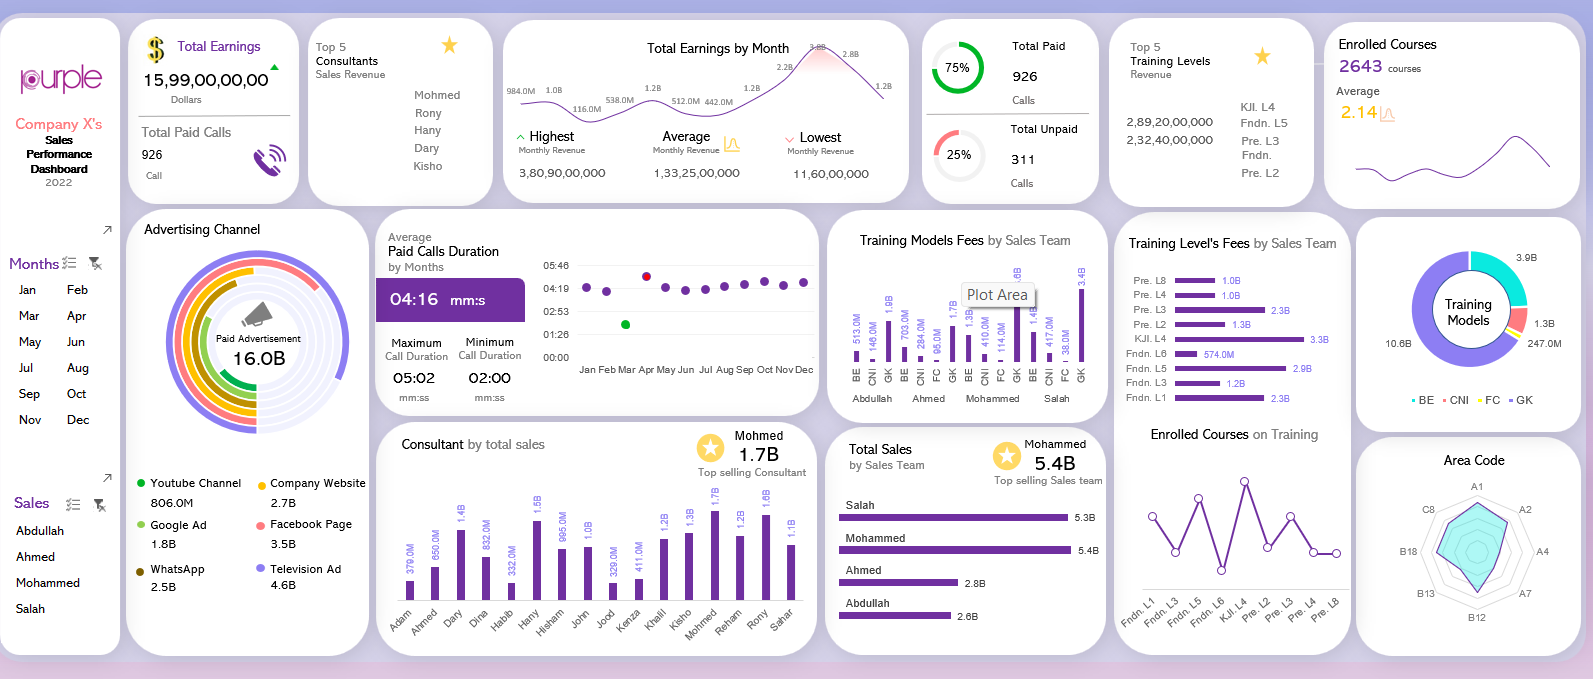 purple
Company X's
Sales
Performance
Dashboard
2022
Months
Jan Feb
Mar Apr
May Jun
Jul Aug
Sep Oct
Nov Dec
Sales
Abdullah
Ahmed
Mohammed
Salah
$ Total Earnings
15,99,00,00,00
Dollars
Total Paid Calls
926
Call
Top 5
Consultants
Sales Revenue
Mohmed
Rony
Hany
Dary
Kisho
Total Earnings by Month
984.0M 1.0B 116.0M 538.0M 1.2B 512.0M 442.0M 1.2B 2.2B 3.8B 2.8B 1.2B
Highest
Monthly Revenue
3,80,90,00,000
Average
Monthly Revenue
1,33,25,00,000
Lowest
Monthly Revenue
11,60,00,000
75%
Total Paid
926
Calls
25%
Total Unpaid
311
Calls
Top 5
Training Levels
Revenue
KJl. L4
2,89,20,00,000 Fndn. L5
2,32,40,00,000 Pre. L3
Fndn.
Pre. L2
Enrolled Courses
2643 courses
Average
2.14
Advertising Channel
Paid Advertisement
16.0B
Youtube Channel
806.0M
Company Website
2.7B
Google Ad
1.8B
Facebook Page
3.5B
WhatsApp
2.5B
Television Ad
4.6B
Average
Paid Calls Duration
by Months
04:16 mm:s
Maximum
Call Duration
05:02
mm:ss
Minimum
Call Duration
02:00
mm:ss
05:46
04:19
02:53
01:26
00:00
Jan Feb Mar Apr May Jun Jul Aug Sep Oct Nov Dec
Training Models Fees by Sales Team
Plot Area
513.0M 146.0M 1.9B 703.0M 284.0M 95.0M 1.7B 1.3B 410.0M 114.0M .6B 1.4B 417.0M 38.0M 3.4B
BE CNI GK BE CNI FC GK BE CNI FC GK BE CNI FC GK
Abdullah Ahmed Mohammed Salah
Training Level's Fees by Sales Team
Pre. L8 1.0B
Pre. L4 1.0B
Pre. L3 2.3B
Pre. L2 1.3B
KJl. L4 3.3B
Fndn. L6 574.0M
Fndn. L5 2.9B
Fndn. L3 1.2B
Fndn. L1 2.3B
Enrolled Courses on Training
Fndn. L1 Fndn. L3 Fndn. L5 Fndn. L6 KJl. L4 Pre. L2 Pre. L3 Pre. L4 Pre. L8
Training
Models
3.9B
1.3B
247.0M
10.6B
BE CNI FC GK
Consultant by total sales
Mohmed
1.7B
Top selling Consultant
379.0M 650.0M 1.4B 832.0M 332.0M 1.5B 995.0M 1.0B 329.0M 411.0M 1.2B 1.3B 1.7B 1.2B 1.6B 1.1B
Adam Ahmed Dary Dina Habib Hany Hisham John Jood Kenza Khalil Kisho Mohmed Reham Rony Sahar
Total Sales
by Sales Team
Mohammed
5.4B
Top selling Sales team
Salah
5.3B
Mohammed
5.4B
Ahmed
2.8B
Abdullah
2.6B
Area Code
A1
A2
A4
A7
B12
B13
B18
C8